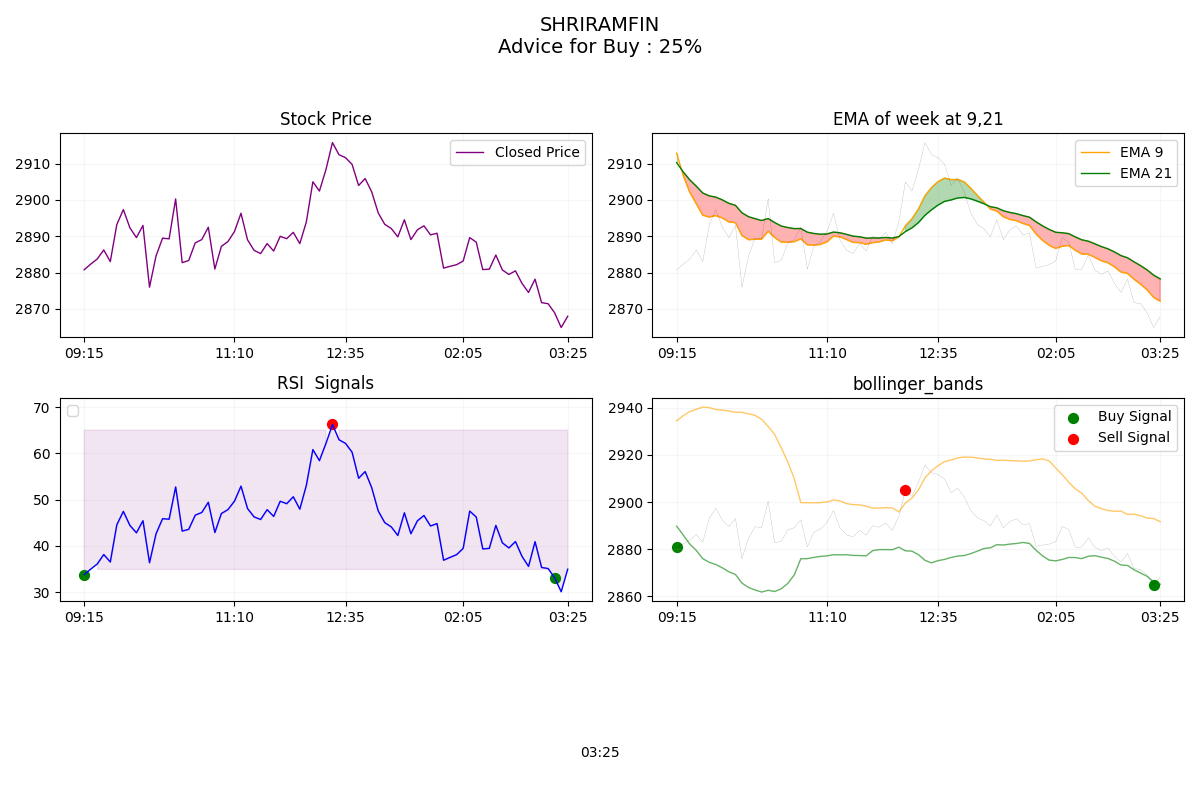 SHRIRAMFIN
Advice for Buy : 25%
Stock Price
Closed Price
2910
2900
2890
2880
2870
09:15 11:10 12:35 02:05 03:25
EMA of week at 9,21
EMA 9
EMA 21
2910
2900
2890
2880
2870
09:15 11:10 12:35 02:05 03:25
RSI  Signals
70
60
50
40
30
09:15 11:10 12:35 02:05 03:25
bollinger_bands
Buy Signal
Sell Signal
2940
2920
2900
2880
2860
09:15 11:10 12:35 02:05 03:25
03:25